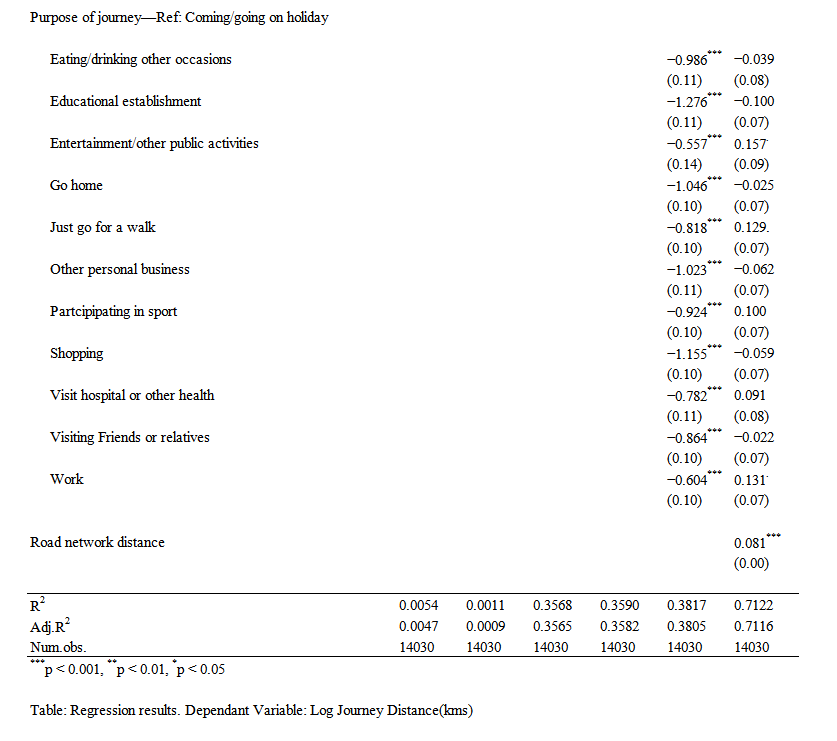 Purpose of journey—Ref: Coming/going on holiday
Eating/drinking other occasions −0.986*** −0.039
(0.11) (0.08)
Educational establishment −1.276*** −0.100
(0.11) (0.07)
Entertainment/other public activities −0.557*** 0.157·
(0.14) (0.09)
Go home −1.046*** −0.025
(0.10) (0.07)
Just go for a walk −0.818*** 0.129.
(0.10) (0.07)
Other personal business −1.023*** −0.062
(0.11) (0.07)
Partcipipating in sport −0.924*** 0.100
(0.10) (0.07)
Shopping −1.155*** −0.059
(0.10) (0.07)
Visit hospital or other health −0.782*** 0.091
(0.11) (0.08)
Visiting Friends or relatives −0.864*** −0.022
(0.10) (0.07)
Work −0.604*** 0.131·
(0.10) (0.07)
Road network distance 0.081***
(0.00)
R² 0.0054 0.0011 0.3568 0.3590 0.3817 0.7122
Adj.R² 0.0047 0.0009 0.3565 0.3582 0.3805 0.7116
Num.obs. 14030 14030 14030 14030 14030 14030
***p < 0.001, **p < 0.01, *p < 0.05
Table: Regression results. Dependant Variable: Log Journey Distance(kms)